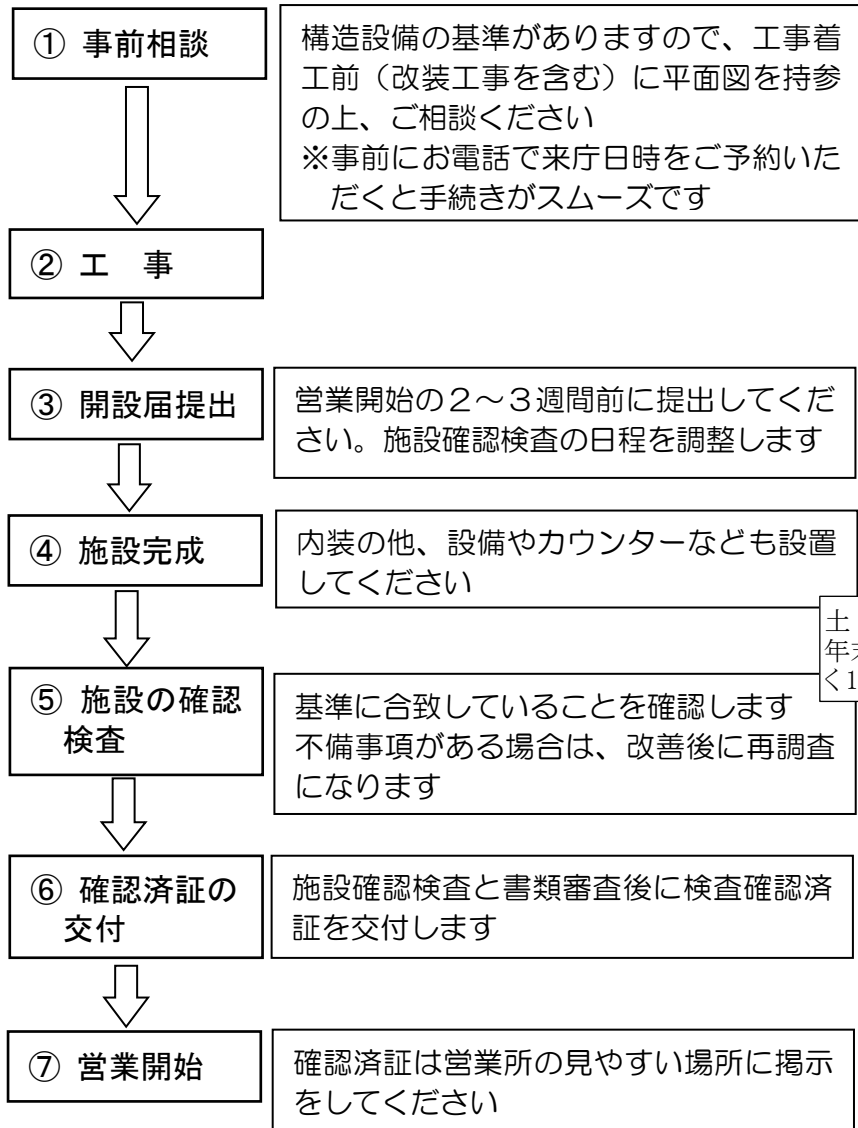 ① 事前相談
構造設備の基準がありますので、工事着
工前（改装工事を含む）に平面図を持参
の上、ご相談ください
※事前にお電話で来庁日時をご予約いた
だくと手続きがスムーズです
② 工　事
③ 開設届提出
営業開始の２～３週間前に提出してくだ
さい。施設確認検査の日程を調整します
④ 施設完成
内装の他、設備やカウンターなども設置
してください
土
年末
く1
⑤ 施設の確認
検査
基準に合致していることを確認します
不備事項がある場合は、改善後に再調査
になります
⑥ 確認済証の
交付
施設確認検査と書類審査後に検査確認済
証を交付します
⑦ 営業開始
確認済証は営業所の見やすい場所に掲示
をしてください